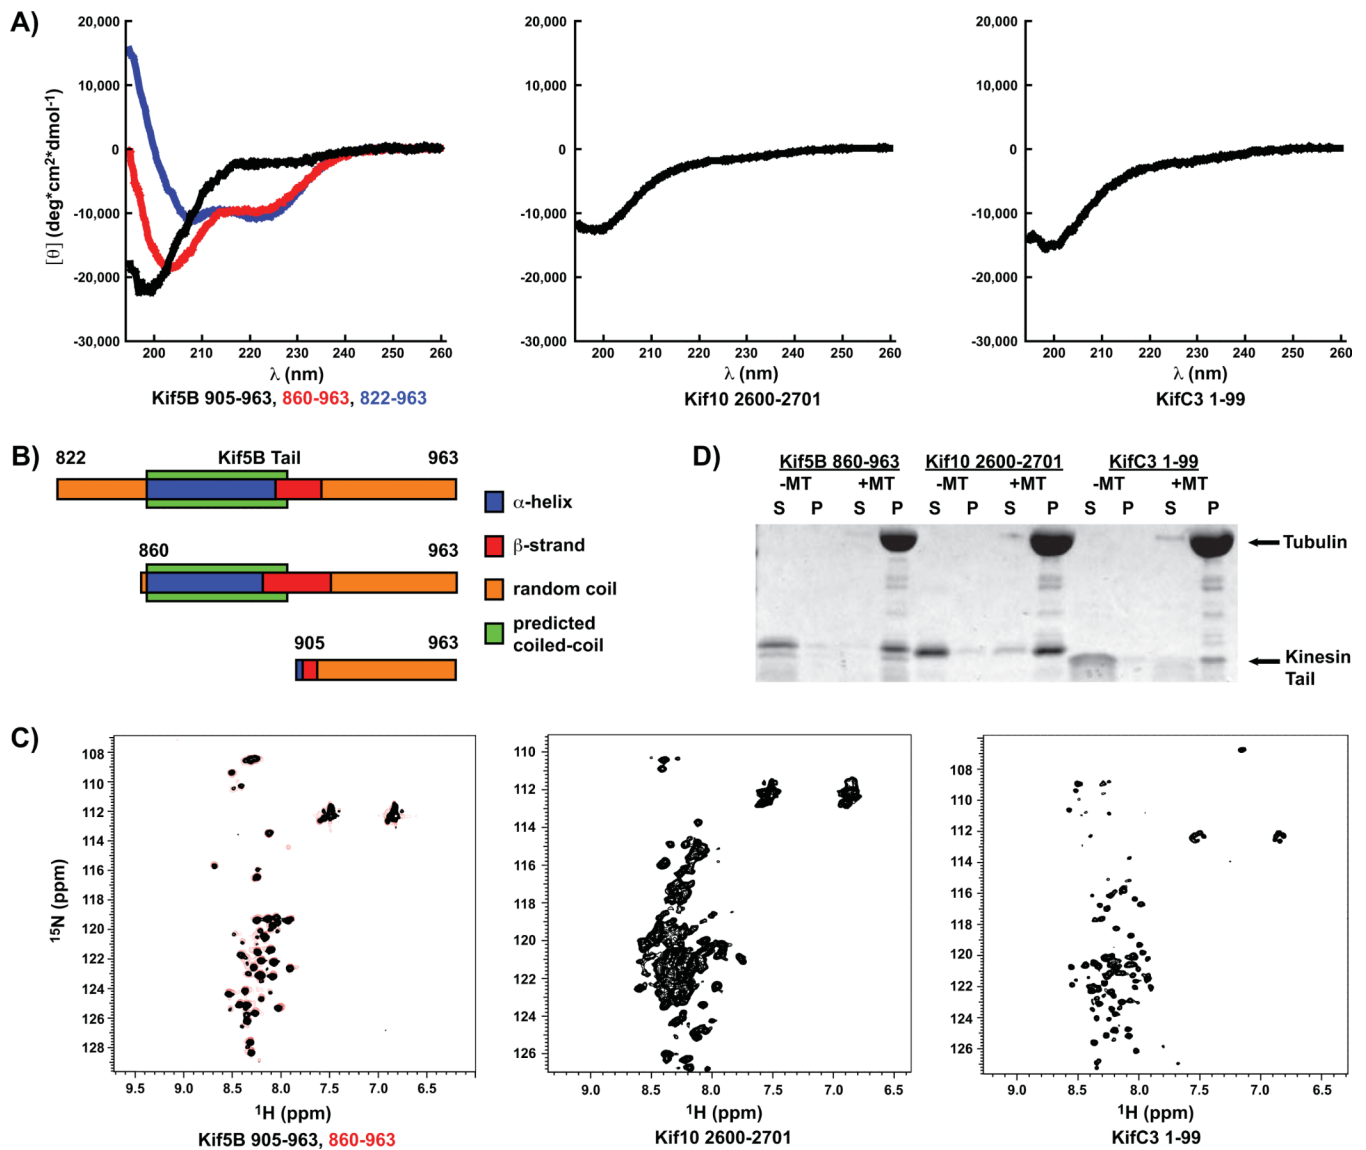 A)
20,000
10,000
0
-10,000
-20,000
-30,000
[θ] (deg*cm²*dmol⁻¹)
200 210 220 230 240 250 260
λ (nm)
Kif5B 905-963, 860-963, 822-963
20,000
10,000
0
-10,000
-20,000
-30,000
200 210 220 230 240 250 260
λ (nm)
Kif10 2600-2701
20,000
10,000
0
-10,000
-20,000
-30,000
200 210 220 230 240 250 260
λ (nm)
KifC3 1-99
B)
822 Kif5B Tail 963
860 963
905 963
α-helix
β-strand
random coil
predicted
coiled-coil
D)
Kif5B 860-963 Kif10 2600-2701 KifC3 1-99
-MT +MT -MT +MT -MT +MT
S P S P S P S P S P S P
Tubulin
Kinesin
Tail
C)
108
110
112
114
116
118
120
122
124
126
128
¹⁵N (ppm)
9.5 9.0 8.5 8.0 7.5 7.0 6.5
¹H (ppm)
Kif5B 905-963, 860-963
110
112
114
116
118
120
122
124
126
9.0 8.5 8.0 7.5 7.0 6.5
¹H (ppm)
Kif10 2600-2701
108
110
112
114
116
118
120
122
124
126
9.0 8.5 8.0 7.5 7.0 6.5
¹H (ppm)
KifC3 1-99